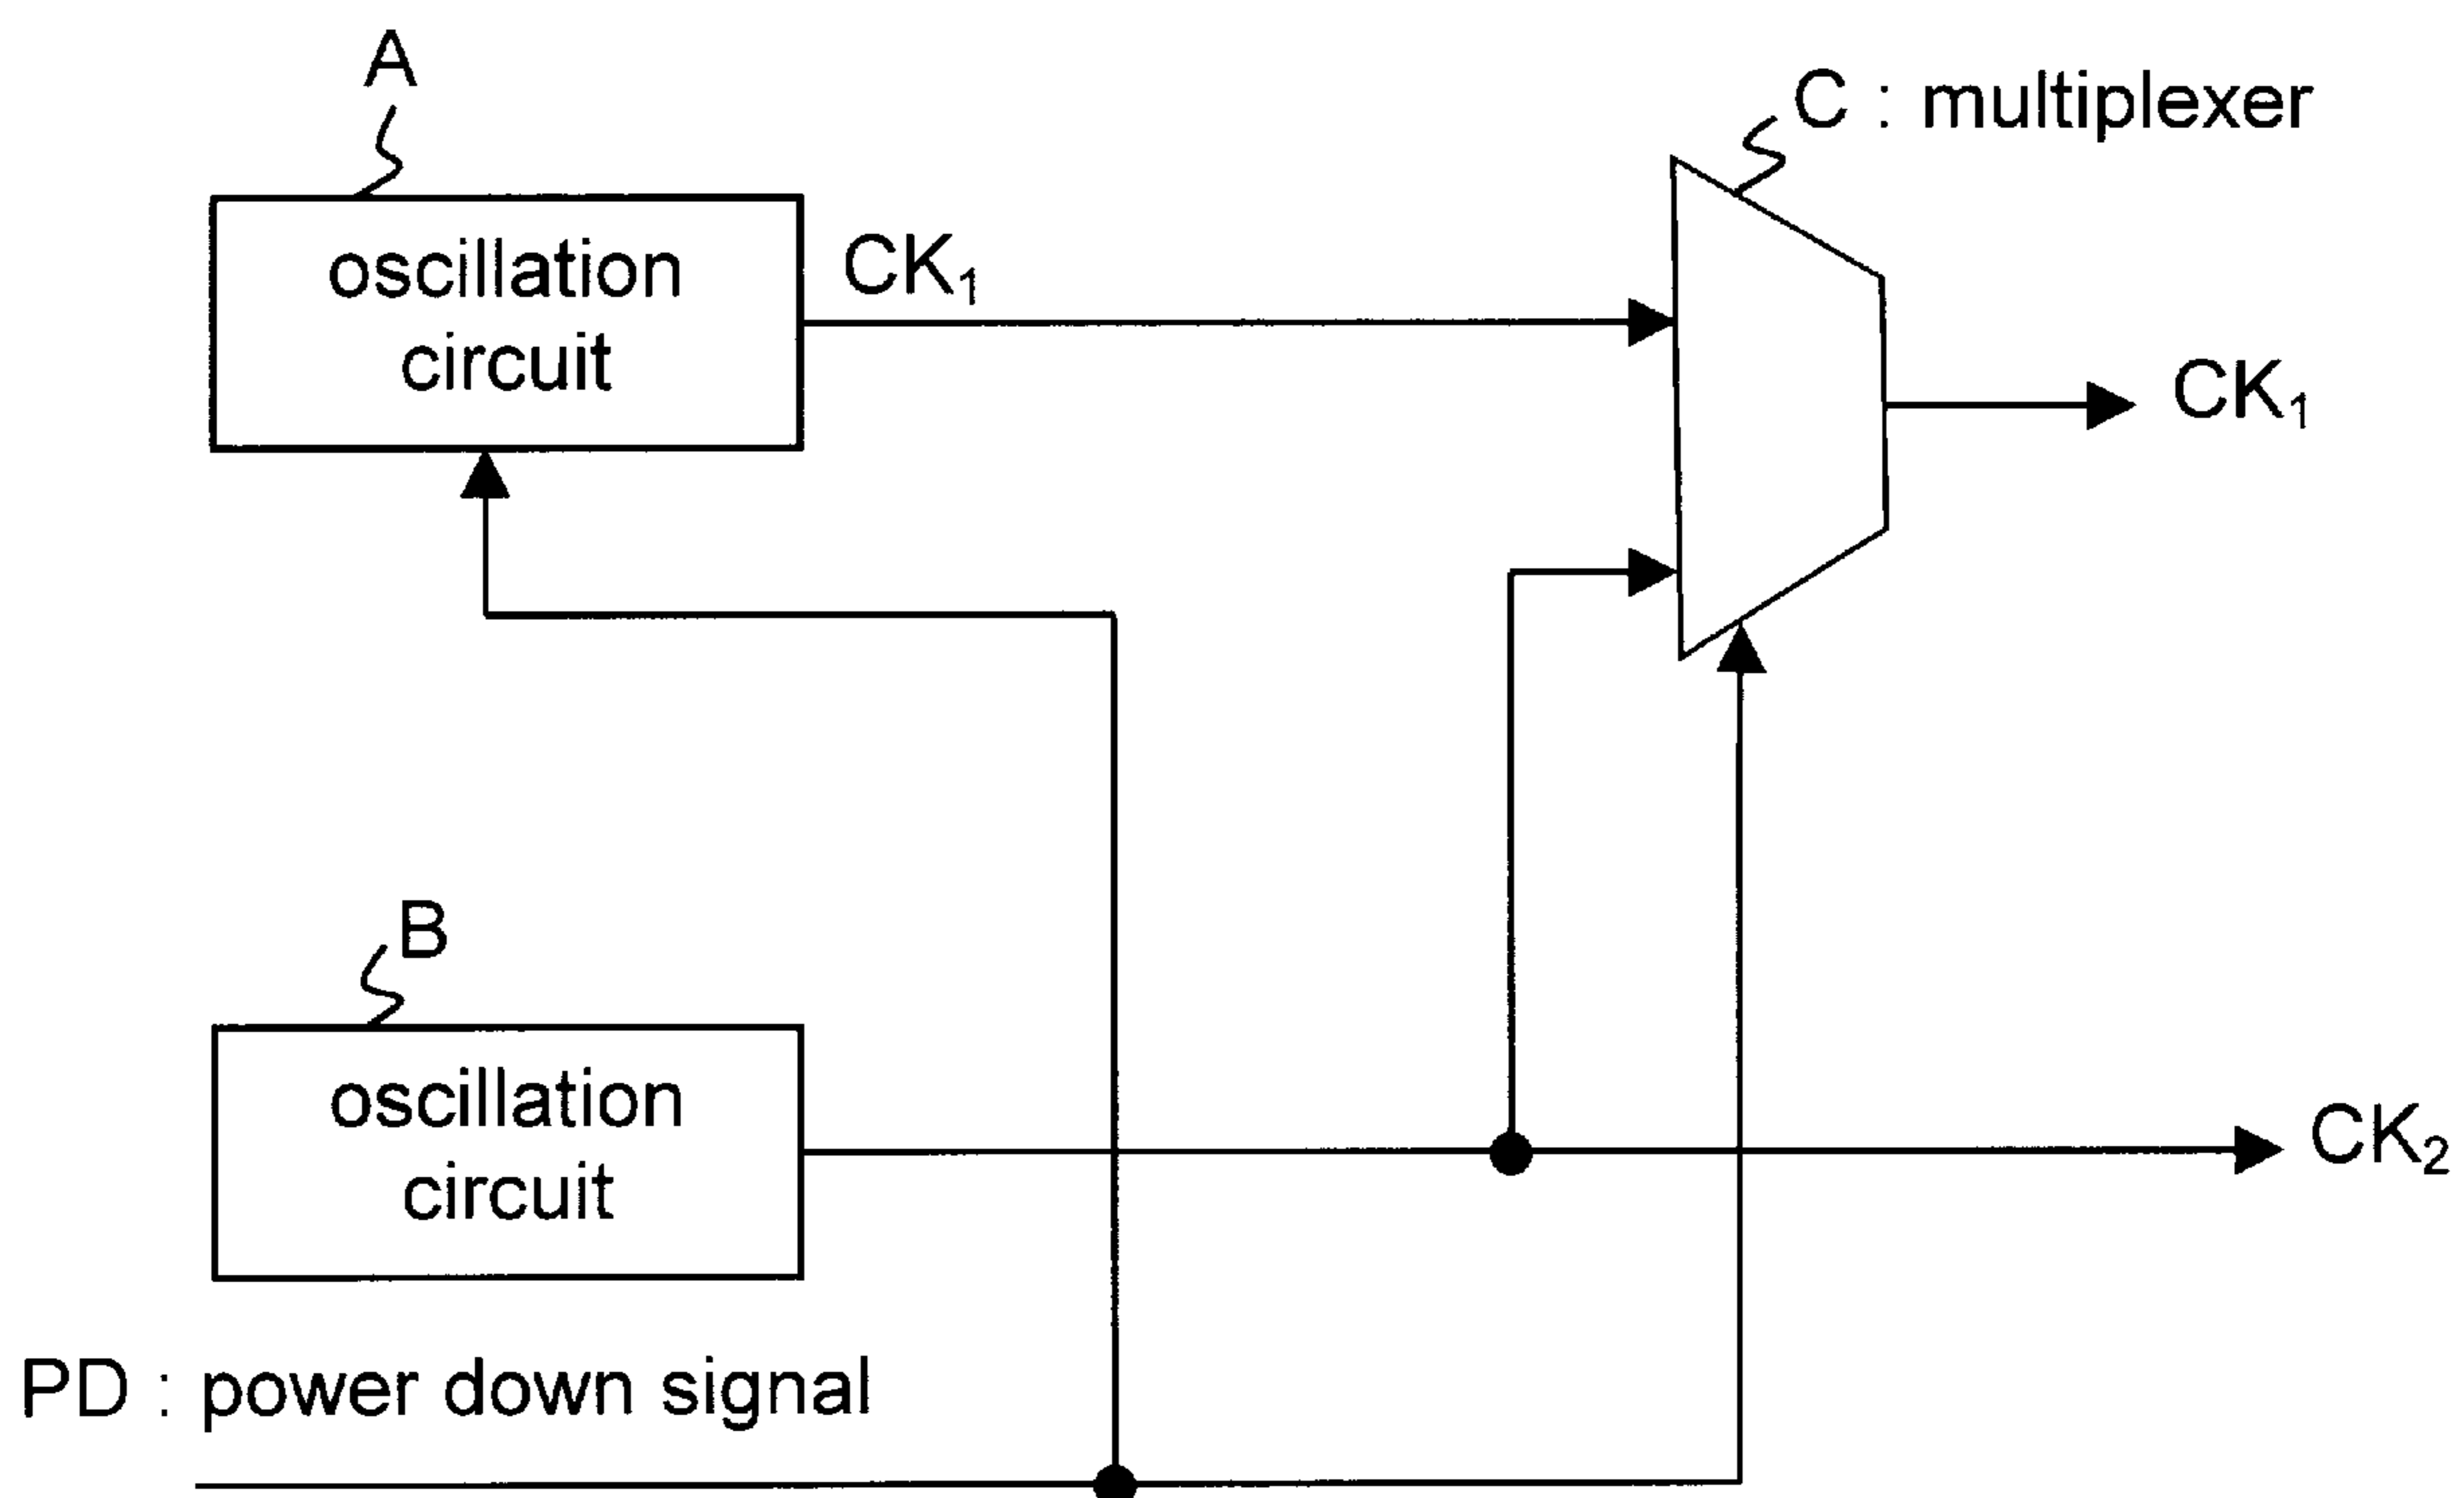 A
C : multiplexer
oscillation
circuit
CK₁
CK₁
B
oscillation
circuit
CK₂
PD : power down signal